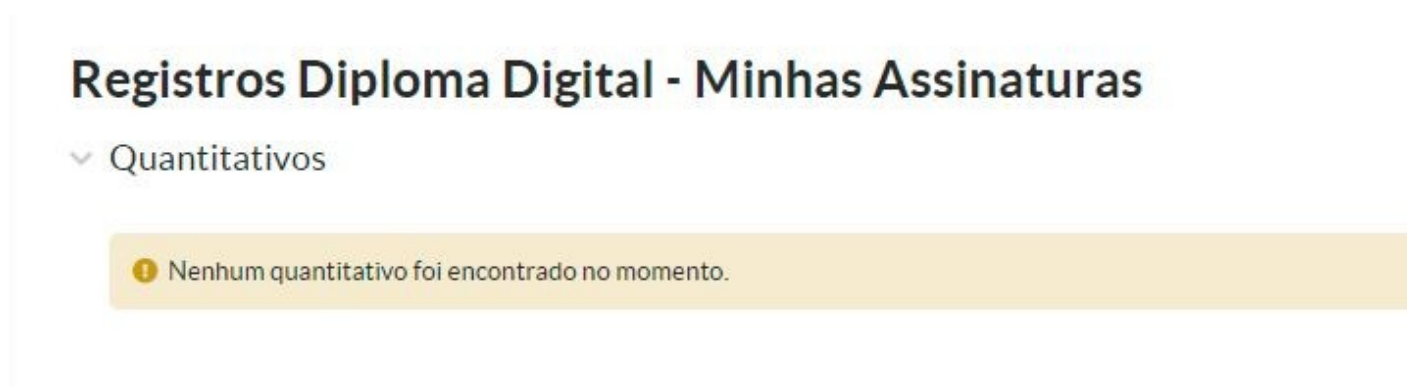 Registros Diploma Digital - Minhas Assinaturas
Quantitativos
Nenhum quantitativo foi encontrado no momento.